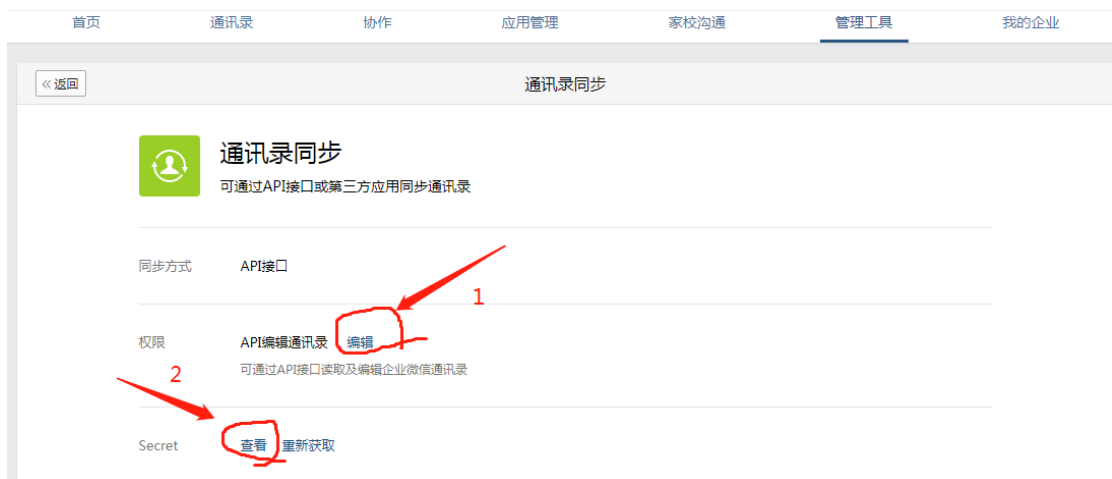 首页 通讯录 协作 应用管理 家校沟通 管理工具 我的企业
《返回 通讯录同步
通讯录同步
可通过API接口或第三方应用同步通讯录
同步方式 API接口
1
权限 API编辑通讯录 编辑
可通过API接口读取及编辑企业微信通讯录
2
Secret 查看 重新获取